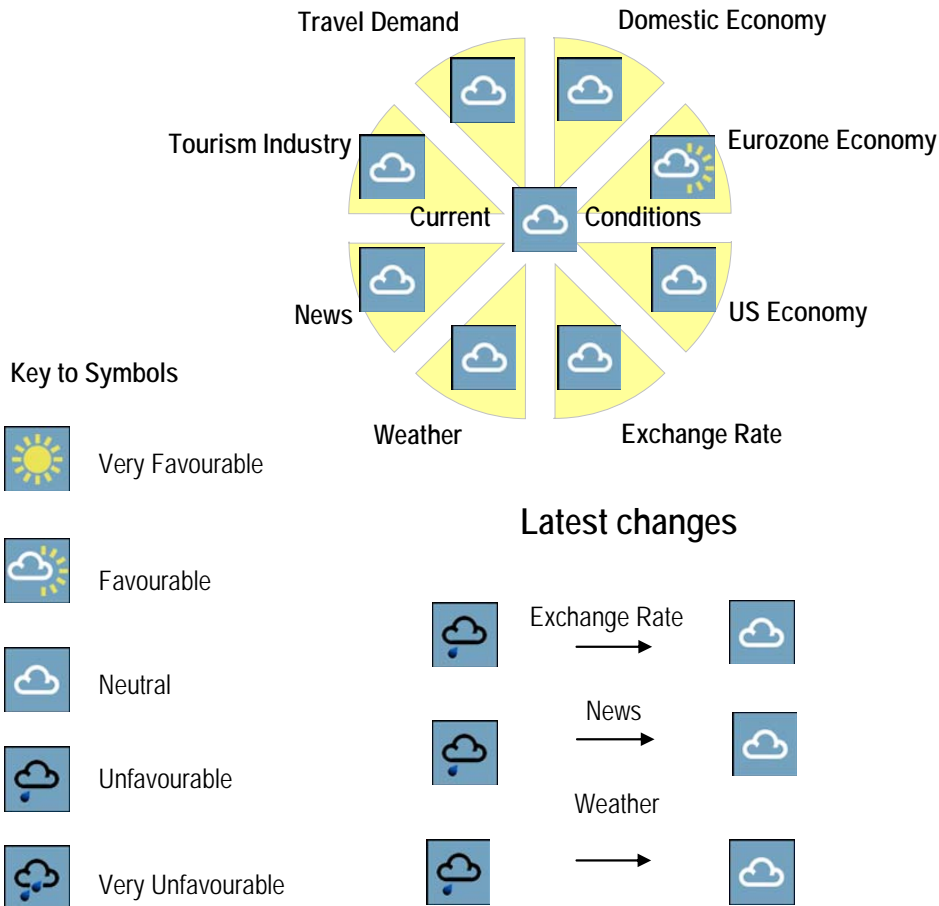 Travel Demand
Domestic Economy
Tourism Industry
Eurozone Economy
Current
Conditions
News
US Economy
Weather
Exchange Rate
Key to Symbols
Very Favourable
Favourable
Neutral
Unfavourable
Very Unfavourable
Latest changes
Exchange Rate
News
Weather